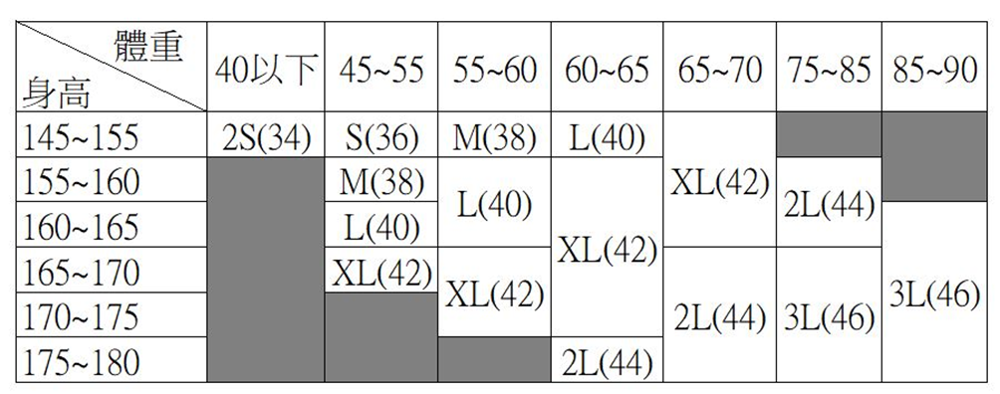 體重
身高
40以下 45~55 55~60 60~65 65~70 75~85 85~90
145~155 2S(34) S(36) M(38) L(40)
155~160 M(38) L(40) XL(42) XL(42) 2L(44)
160~165 L(40)
165~170 XL(42) XL(42) 2L(44) 3L(46) 3L(46)
170~175
175~180 2L(44)